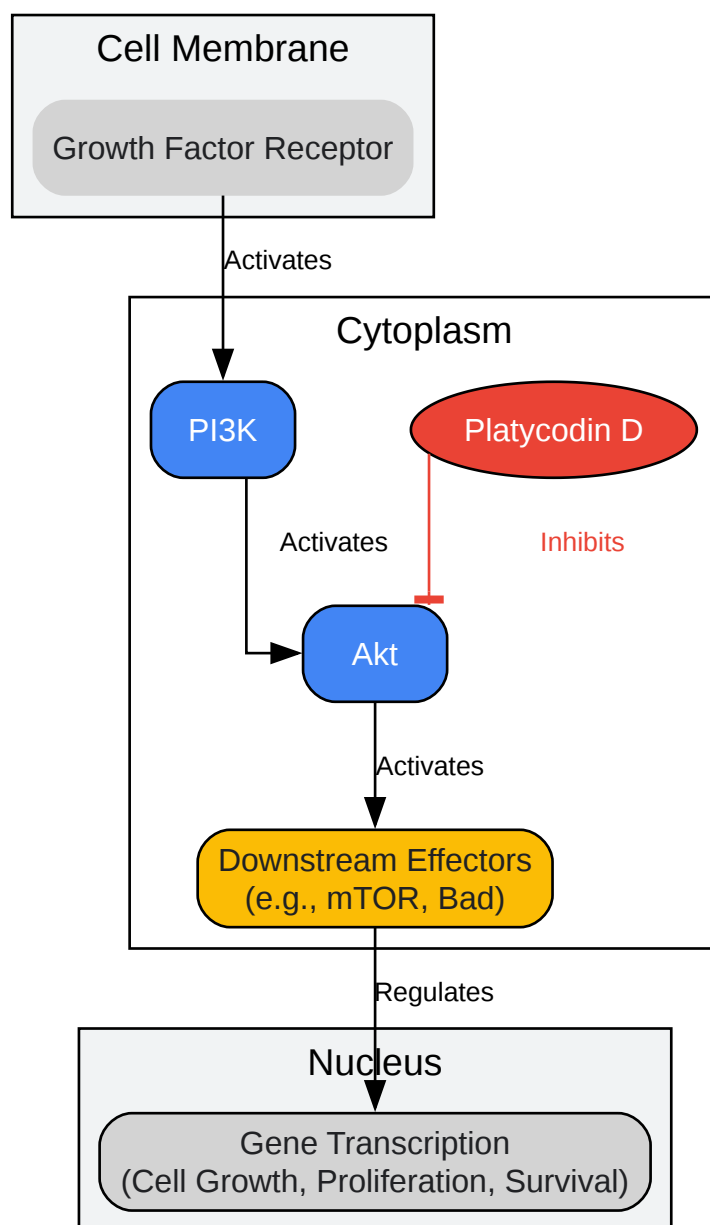 Cell Membrane
Growth Factor Receptor
Activates
Cytoplasm
PI3K
Platycodin D
Activates
Inhibits
Akt
Activates
Downstream Effectors
(e.g., mTOR, Bad)
Regulates
Nucleus
Gene Transcription
(Cell Growth, Proliferation, Survival)